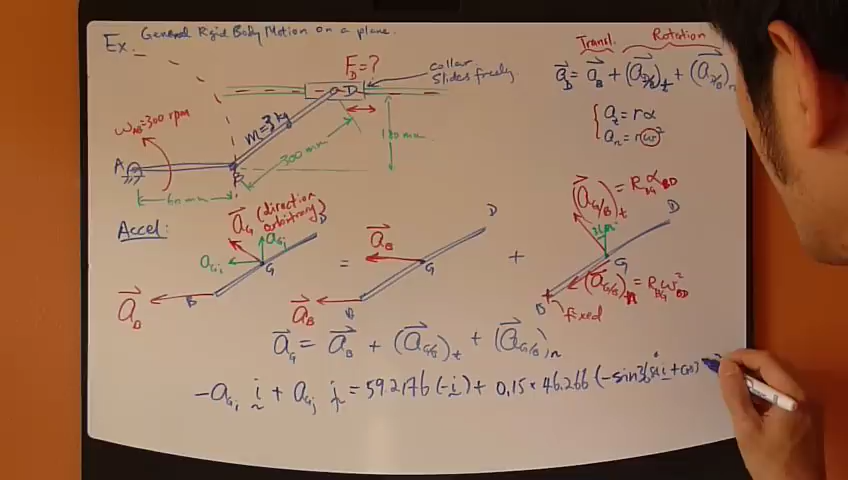 Ex. General Rigid Body Motion on a plane.
Transl. Rotation
a_D = a_B + (a_D/B)_t + (a_D/B)_n
F_D = ?
collar
slides freely
D
{ a_t = rα
a_n = rω²
ω_AB = 300 rpm
m = 3 kg
300 mm
180 mm
A
B
60 mm
Accel:
a_G (direction arbitrary)
a_Gi a_Gj
G
D
B
a_B
=
a_B
G
D
B
a_B
+
(a_G/B)_t = R_BG α_BD
D
G
(a_G/B)_n = R_BG ω²_BD
B
fixed
a_G = a_B + (a_G/B)_t + (a_G/B)_n
-a_Gi i + a_Gj j = 59.2176 (-i) + 0.15 × 46.266 (-sin36.87° i + cos